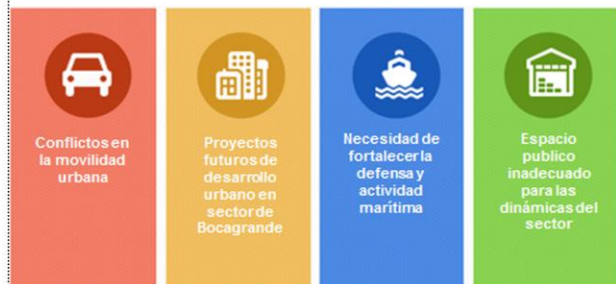 Conflictos en
la movilidad
urbana
Proyectos
futuros de
desarrollo
urbano en
sector de
Bocagrande
Necesidad de
fortalecer la
defensa y
actividad
marítima
Espacio
publico
inadecuado
para las
dinámicas del
sector